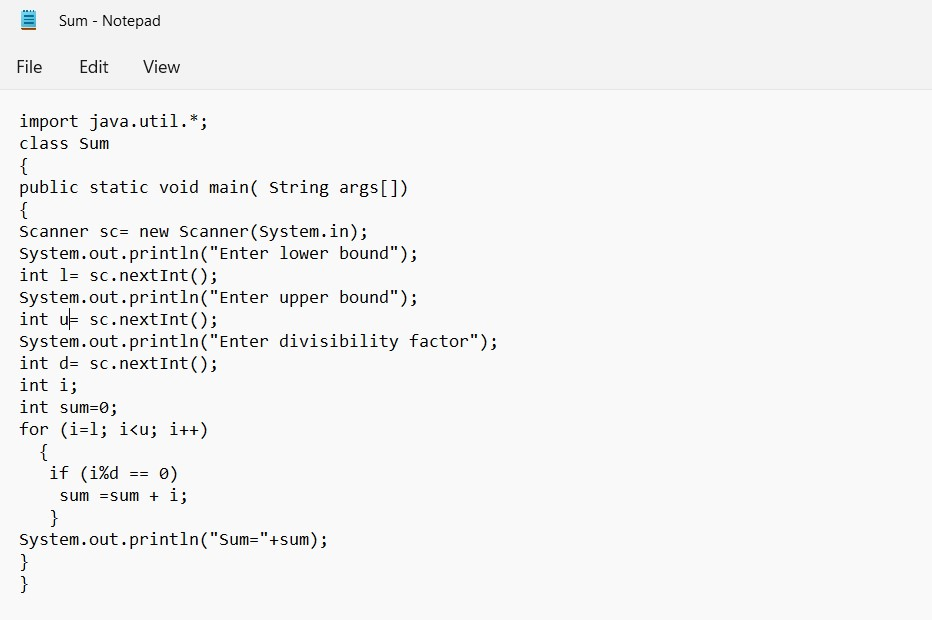 Sum - Notepad
File Edit View
import java.util.*;
class Sum
{
public static void main( String args[])
{
Scanner sc= new Scanner(System.in);
System.out.println("Enter lower bound");
int l= sc.nextInt();
System.out.println("Enter upper bound");
int u= sc.nextInt();
System.out.println("Enter divisibility factor");
int d= sc.nextInt();
int i;
int sum=0;
for (i=l; i<u; i++)
  {
   if (i%d == 0)
    sum =sum + i;
   }
System.out.println("Sum="+sum);
}
}